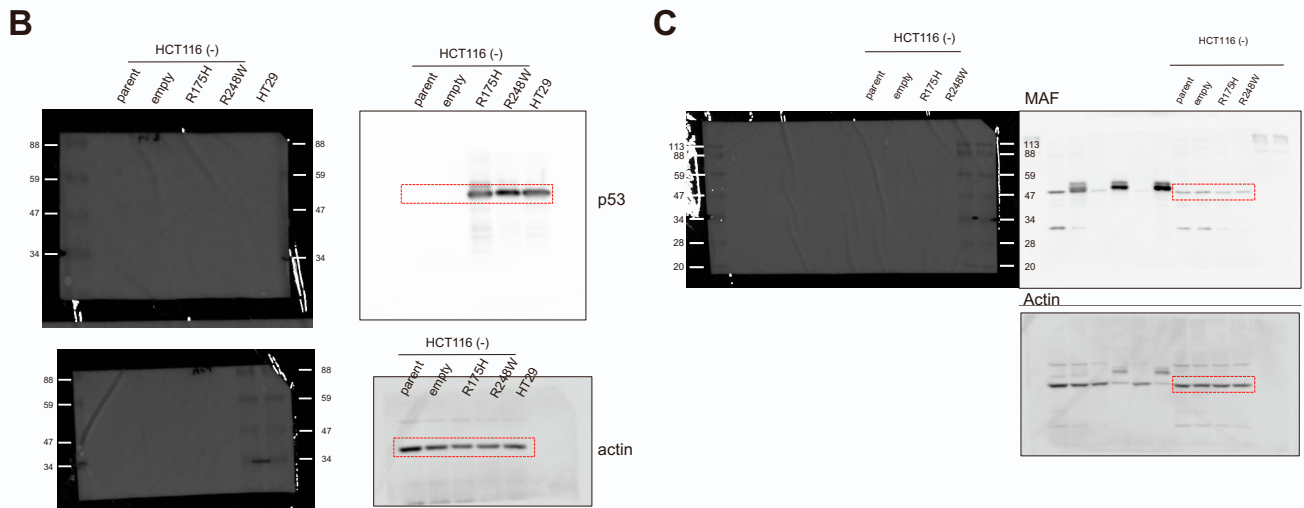 B
HCT116 (-)
parent
empty
R175H
R248W
HT29
88
59
47
34
88
59
47
34
HCT116 (-)
parent
empty
R175H
R248W
HT29
p53
88
59
47
34
88
59
47
34
HCT116 (-)
parent
empty
R175H
R248W
HT29
actin
C
HCT116 (-)
parent
empty
R175H
R248W
113
88
59
47
34
28
20
HCT116 (-)
parent
empty
R175H
R248W
MAF
113
88
59
47
34
28
20
Actin